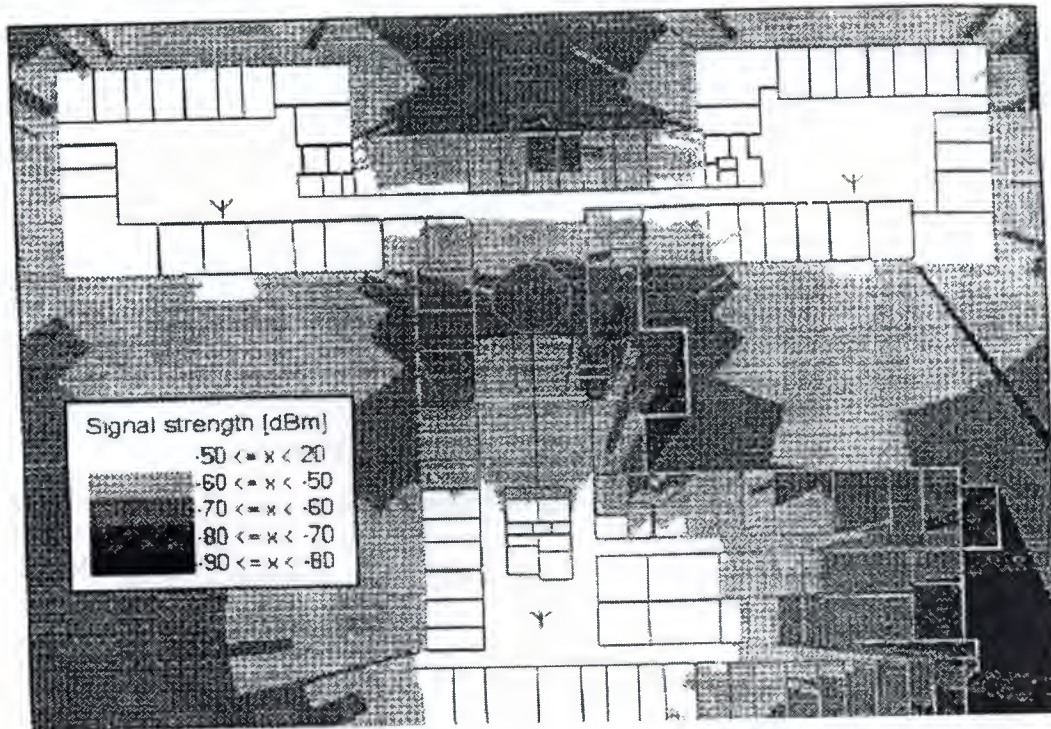 Signal strength [dBm]
-50 <= x < 20
-60 <= x < -50
-70 <= x < -60
-80 <= x < -70
-90 <= x < -80